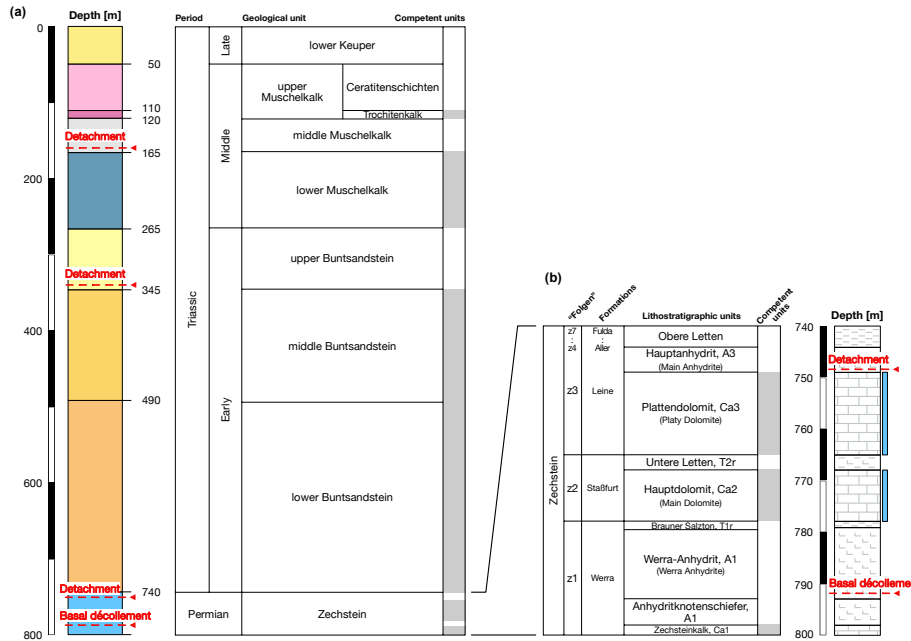 (a)
Depth [m]
Period
Geological unit
Competent units
0
200
400
600
800
50
110
120
165
265
345
490
740
Detachment
Detachment
Detachment
Basal décollement
Triassic
Permian
Late
Middle
Early
lower Keuper
upper
Muschelkalk
Ceratitenschichten
Trochitenkalk
middle Muschelkalk
lower Muschelkalk
upper Buntsandstein
middle Buntsandstein
lower Buntsandstein
Zechstein
(b)
"Folgen"
Formations
Lithostratigraphic units
Competent
units
Depth [m]
Zechstein
z7
:
z4
Fulda
:
Aller
Obere Letten
Hauptanhydrit, A3
(Main Anhydrite)
z3
Leine
Plattendolomit, Ca3
(Platy Dolomite)
Untere Letten, T2r
z2
Staßfurt
Hauptdolomit, Ca2
(Main Dolomite)
Brauner Salzton, T1r
z1
Werra
Werra-Anhydrit, A1
(Werra Anhydrite)
Anhydritknotenschiefer,
A1
Zechsteinkalk, Ca1
740
750
760
770
780
790
800
Detachment
Basal décolleme